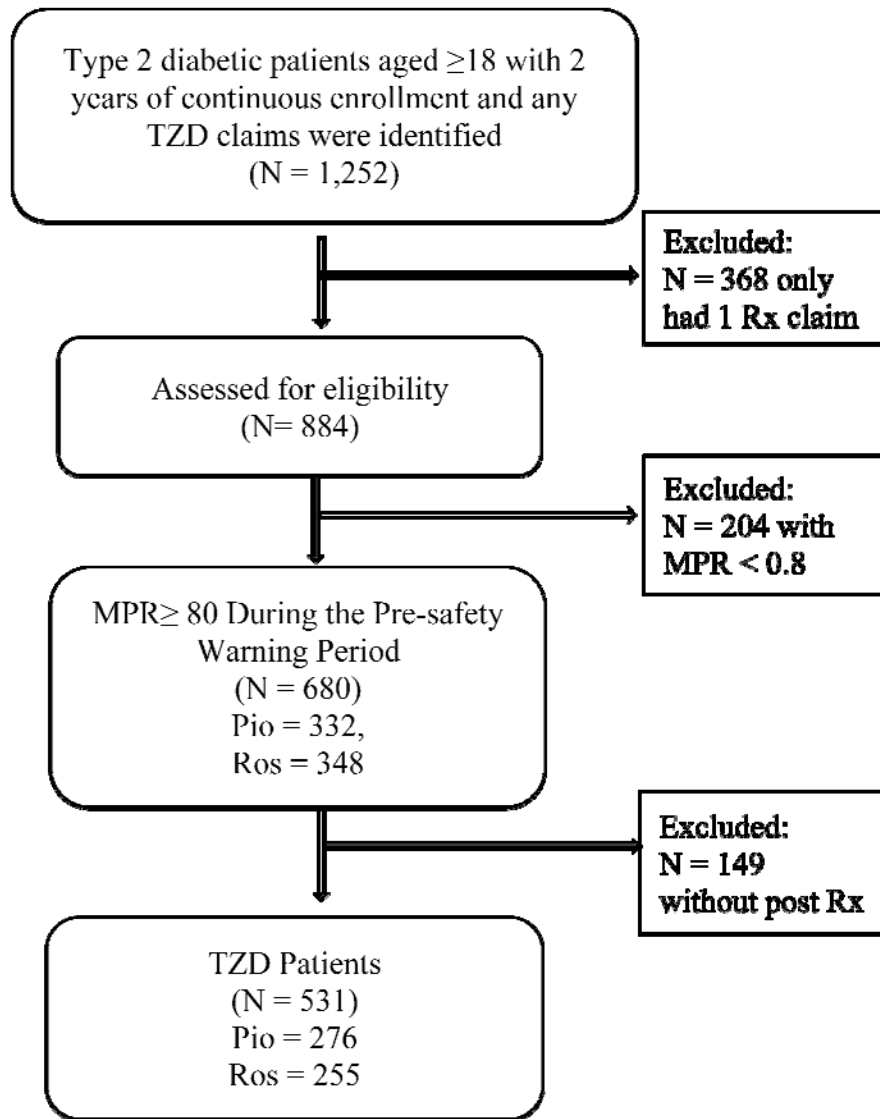 Type 2 diabetic patients aged ≥18 with 2
years of continuous enrollment and any
TZD claims were identified
(N = 1,252)
Excluded:
N = 368 only
had 1 Rx claim
Assessed for eligibility
(N= 884)
Excluded:
N = 204 with
MPR < 0.8
MPR≥ 80 During the Pre-safety
Warning Period
(N = 680)
Pio = 332,
Ros = 348
Excluded:
N = 149
without post Rx
TZD Patients
(N = 531)
Pio = 276
Ros = 255